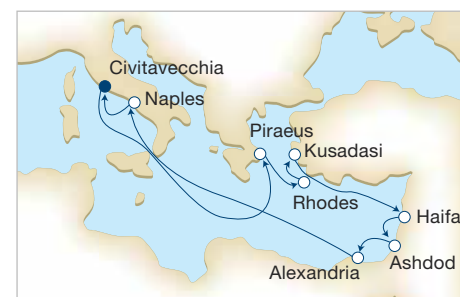 Civitavecchia
Naples
Piraeus
Kusadasi
Rhodes
Haifa
Ashdod
Alexandria